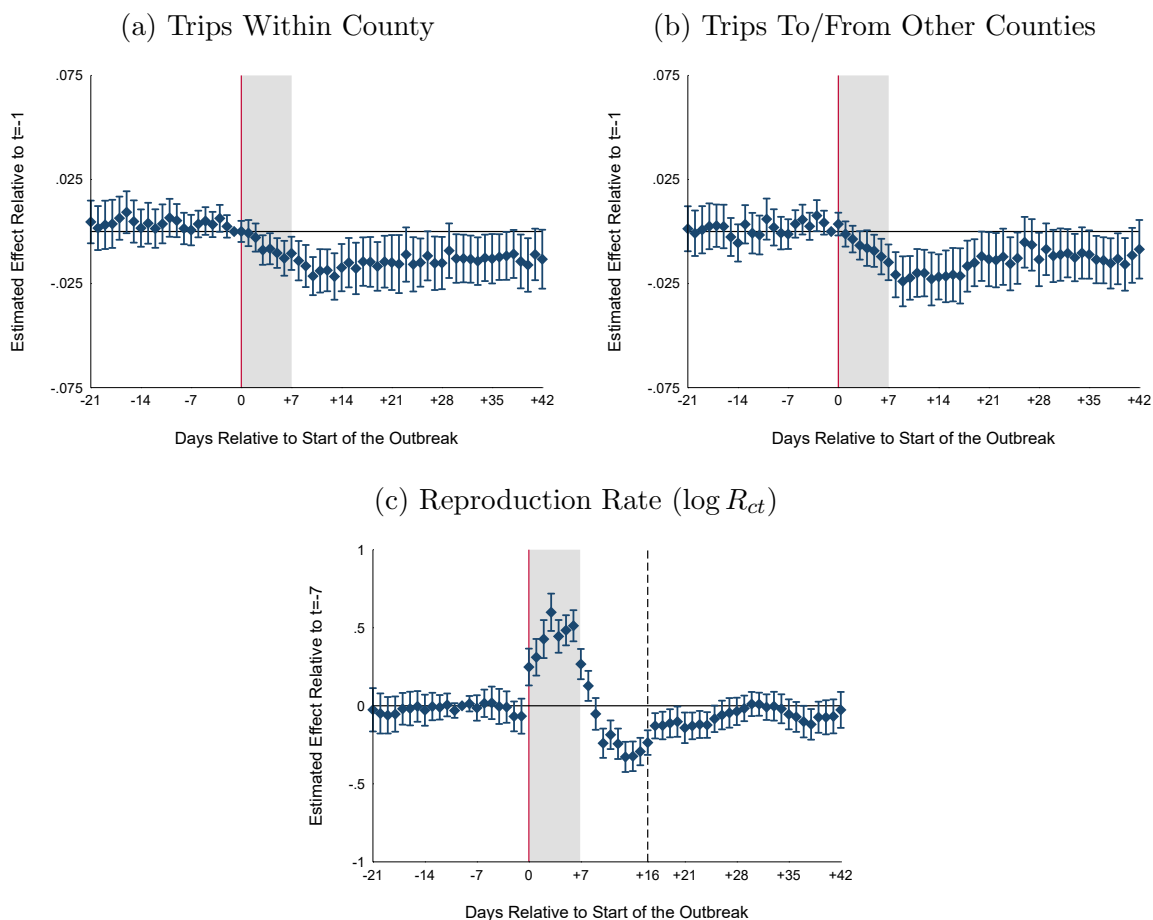 (a) Trips Within County
.075
.025
-.025
-.075
Estimated Effect Relative to t=-1
-21 -14 -7 0 +7 +14 +21 +28 +35 +42
Days Relative to Start of the Outbreak
(b) Trips To/From Other Counties
.075
.025
-.025
-.075
Estimated Effect Relative to t=-1
-21 -14 -7 0 +7 +14 +21 +28 +35 +42
Days Relative to Start of the Outbreak
(c) Reproduction Rate (log R_{ct})
1
.5
0
-.5
-1
Estimated Effect Relative to t=-7
-21 -14 -7 0 +7 +16 +21 +28 +35 +42
Days Relative to Start of the Outbreak